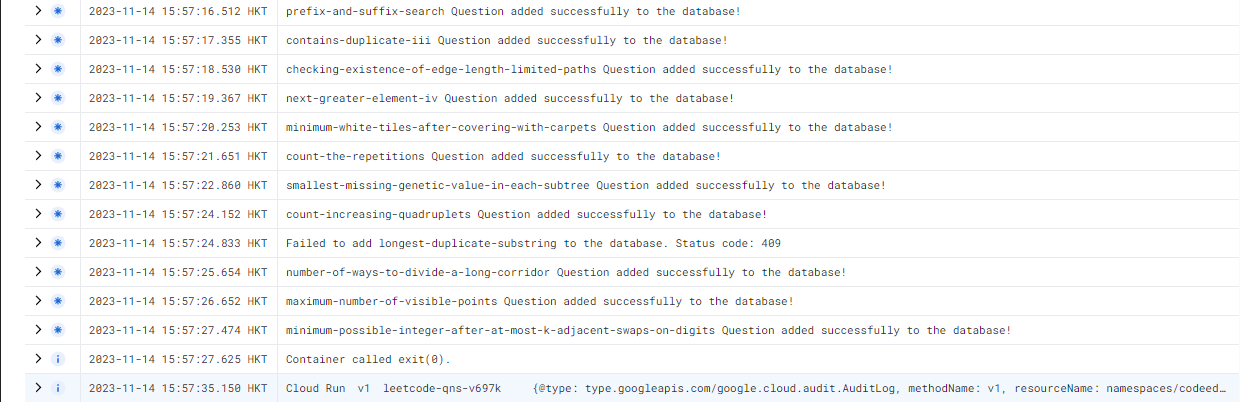 2023-11-14 15:57:16.512 HKT prefix-and-suffix-search Question added successfully to the database!
2023-11-14 15:57:17.355 HKT contains-duplicate-iii Question added successfully to the database!
2023-11-14 15:57:18.530 HKT checking-existence-of-edge-length-limited-paths Question added successfully to the database!
2023-11-14 15:57:19.367 HKT next-greater-element-iv Question added successfully to the database!
2023-11-14 15:57:20.253 HKT minimum-white-tiles-after-covering-with-carpets Question added successfully to the database!
2023-11-14 15:57:21.651 HKT count-the-repetitions Question added successfully to the database!
2023-11-14 15:57:22.860 HKT smallest-missing-genetic-value-in-each-subtree Question added successfully to the database!
2023-11-14 15:57:24.152 HKT count-increasing-quadruplets Question added successfully to the database!
2023-11-14 15:57:24.833 HKT Failed to add longest-duplicate-substring to the database. Status code: 409
2023-11-14 15:57:25.654 HKT number-of-ways-to-divide-a-long-corridor Question added successfully to the database!
2023-11-14 15:57:26.652 HKT maximum-number-of-visible-points Question added successfully to the database!
2023-11-14 15:57:27.474 HKT minimum-possible-integer-after-at-most-k-adjacent-swaps-on-digits Question added successfully to the database!
2023-11-14 15:57:27.625 HKT Container called exit(0).
2023-11-14 15:57:35.150 HKT Cloud Run v1 leetcode-qns-v697k {@type: type.googleapis.com/google.cloud.audit.AuditLog, methodName: v1, resourceName: namespaces/codeed…